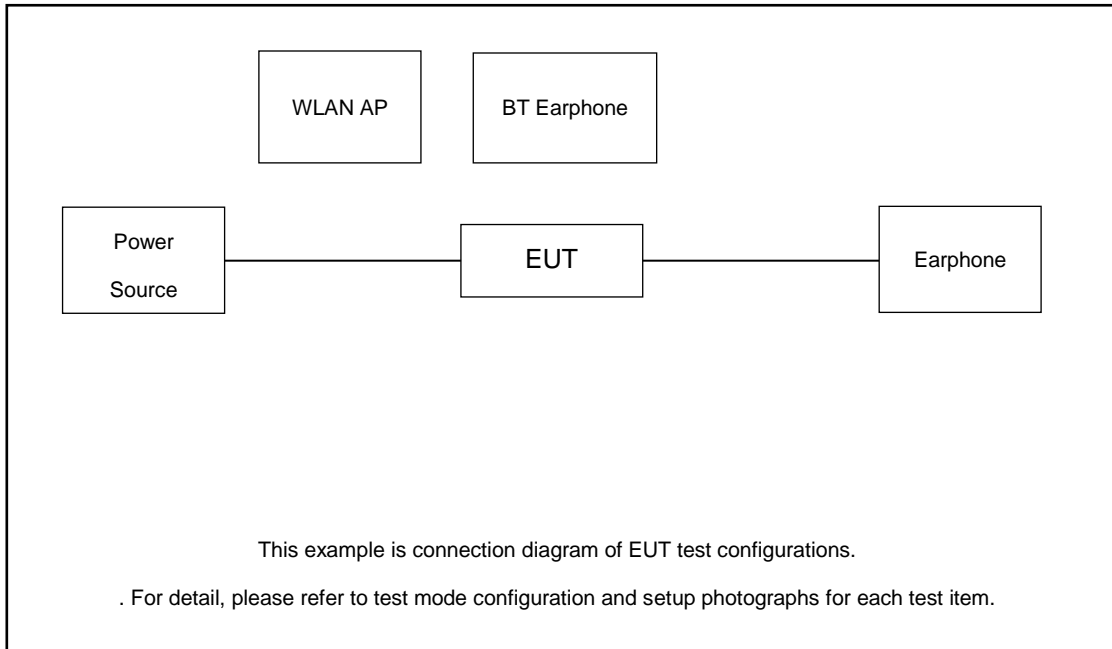 WLAN AP
BT Earphone
Power
Source
EUT
Earphone
This example is connection diagram of EUT test configurations.
. For detail, please refer to test mode configuration and setup photographs for each test item.